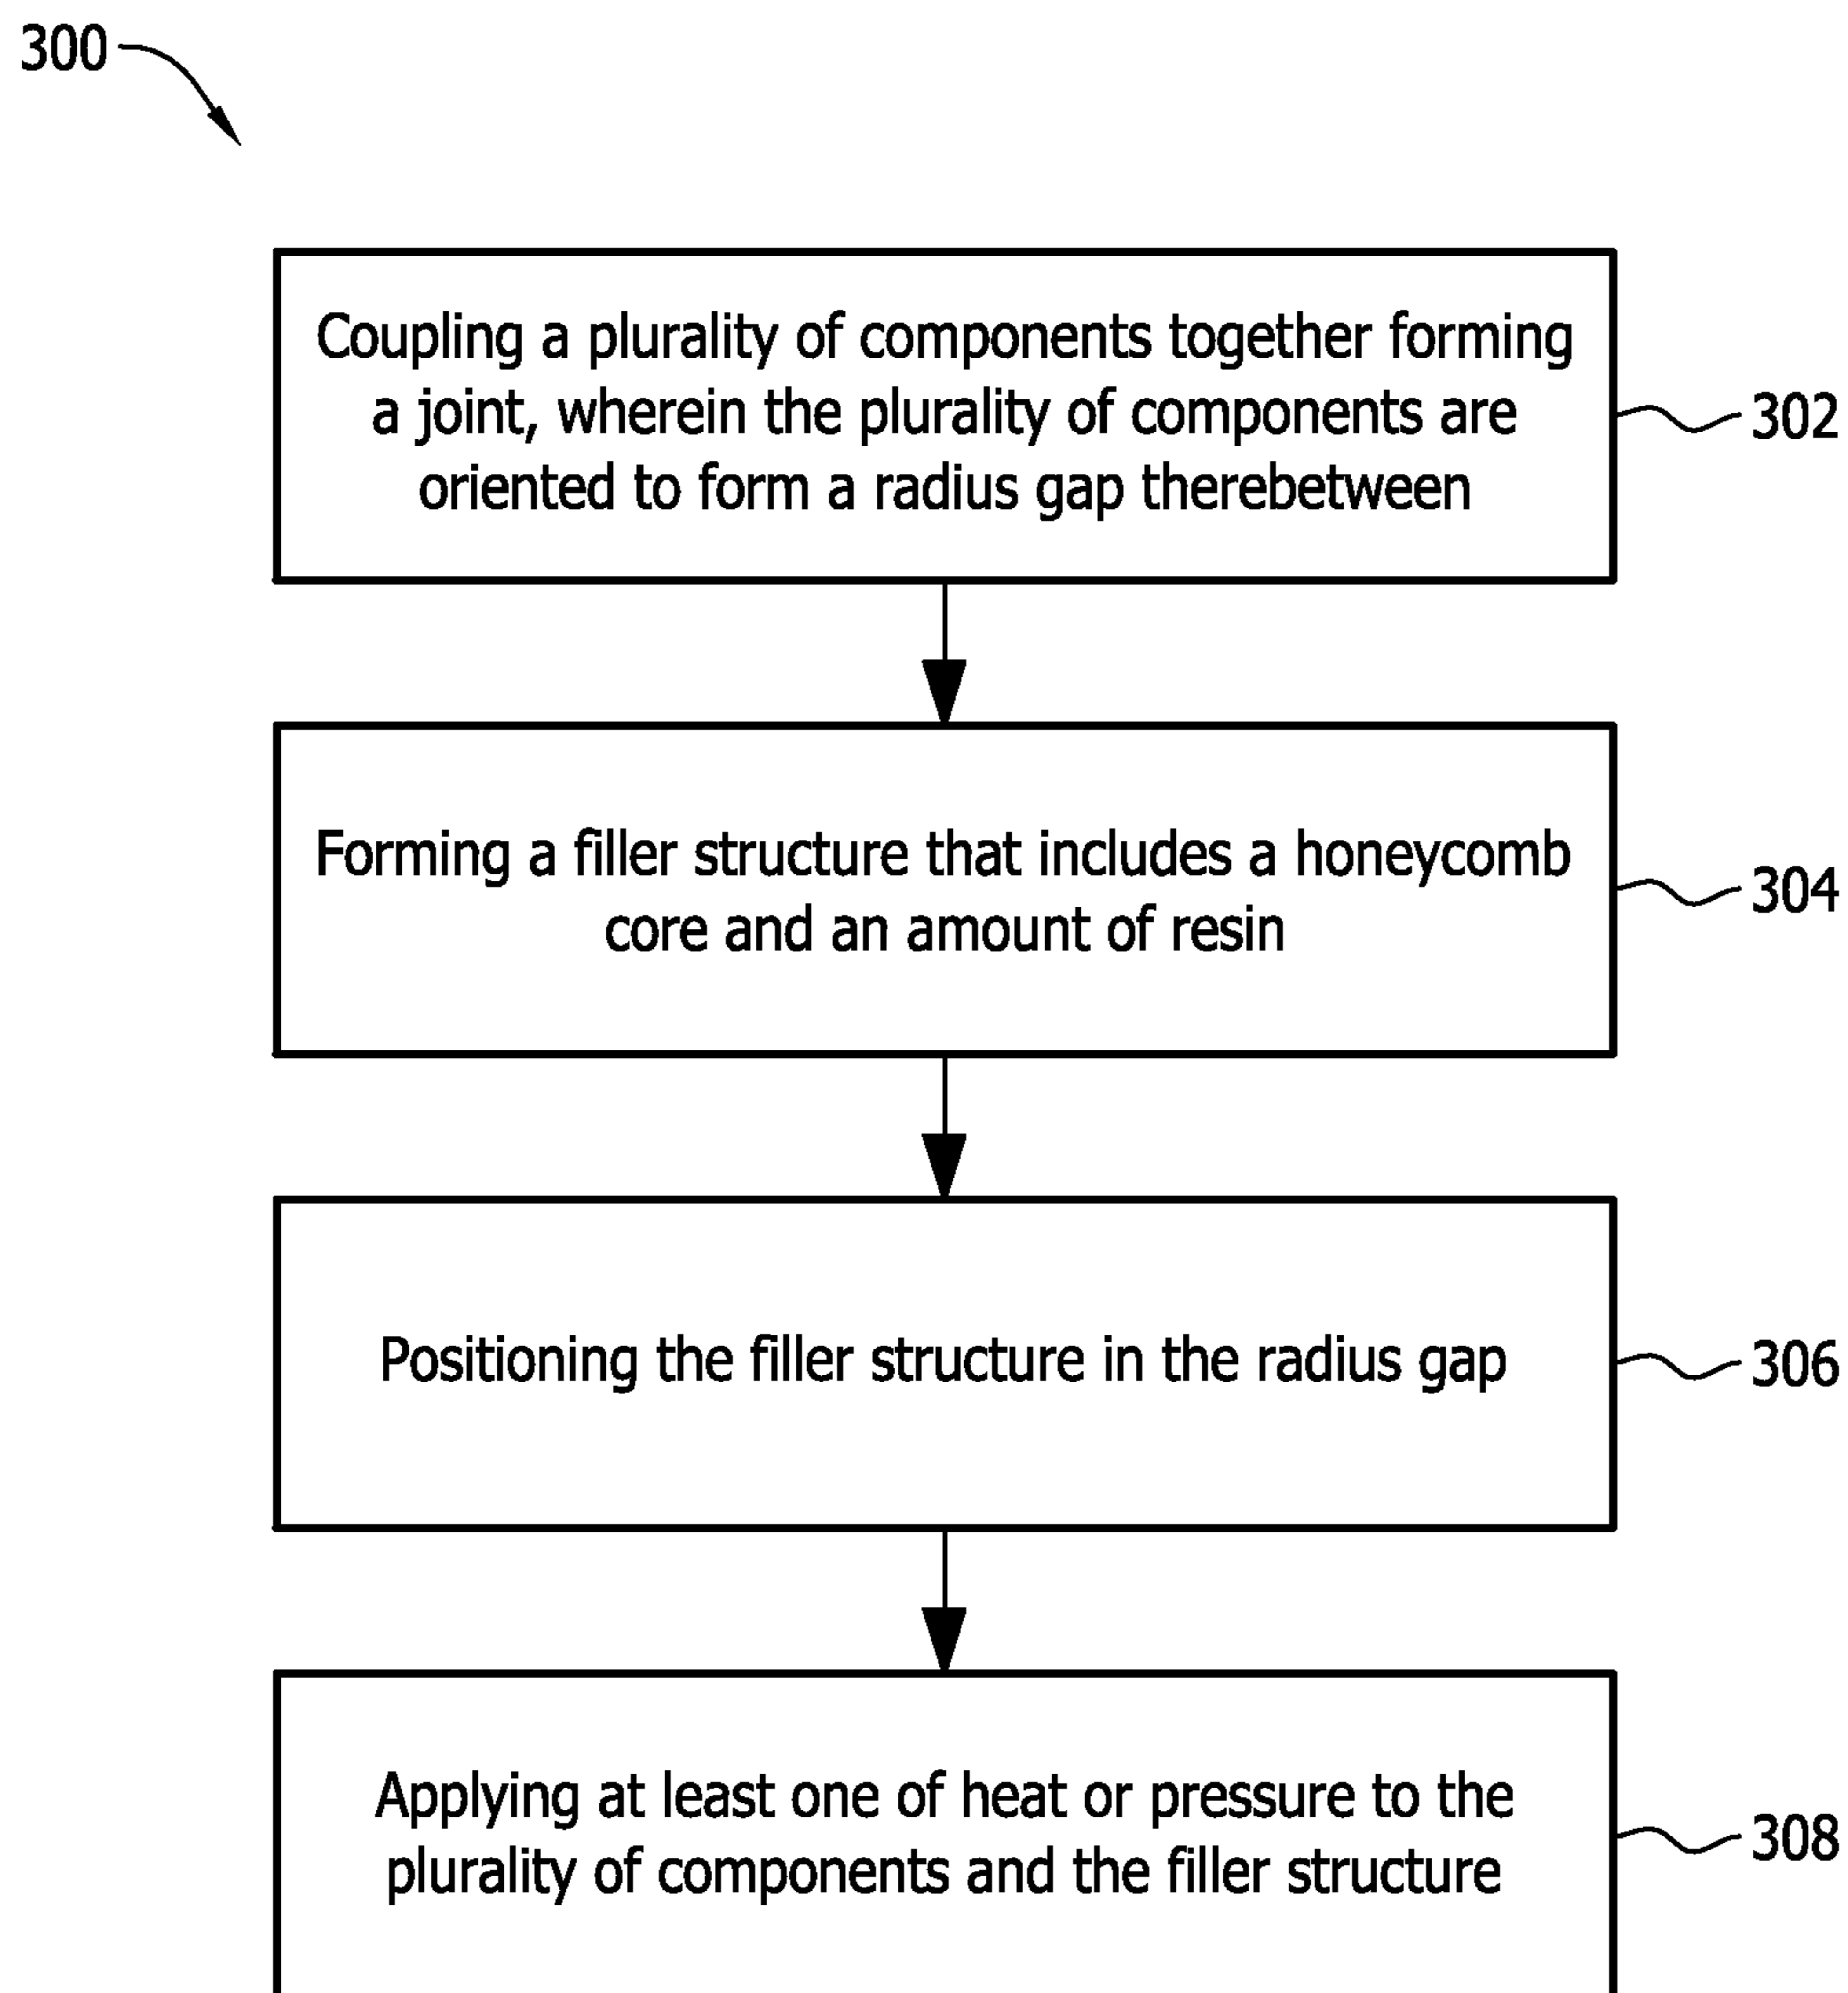 300
Coupling a plurality of components together forming
a joint, wherein the plurality of components are
oriented to form a radius gap therebetween
302
Forming a filler structure that includes a honeycomb
core and an amount of resin
304
Positioning the filler structure in the radius gap
306
Applying at least one of heat or pressure to the
plurality of components and the filler structure
308